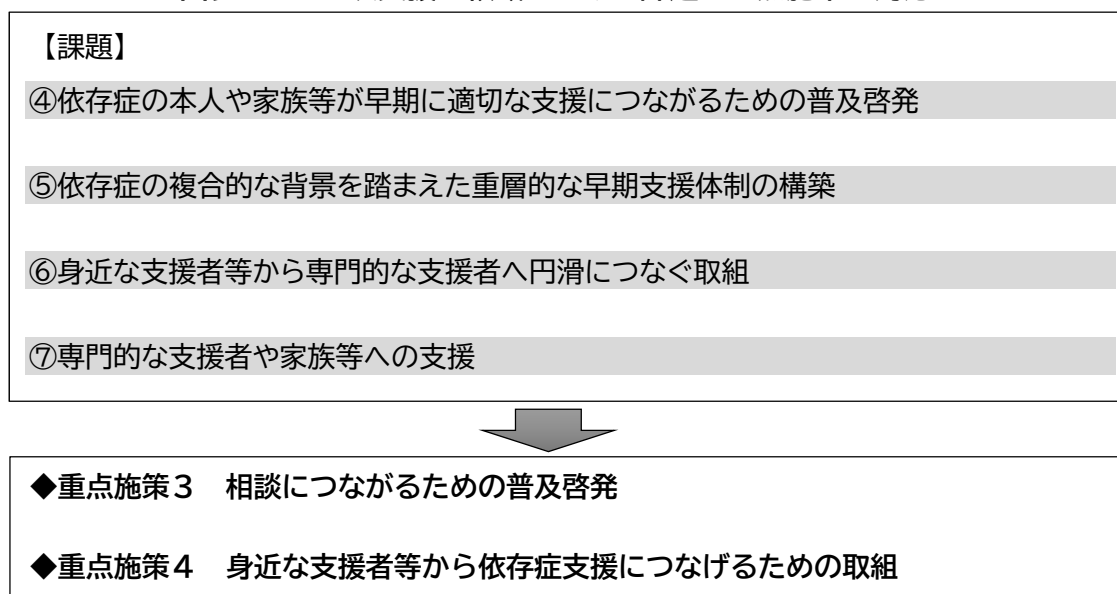 【課題】
④依存症の本人や家族等が早期に適切な支援につながるための普及啓発
⑤依存症の複合的な背景を踏まえた重層的な早期支援体制の構築
⑥身近な支援者等から専門的な支援者へ円滑につなぐ取組
⑦専門的な支援者や家族等への支援
◆重点施策３　相談につながるための普及啓発
◆重点施策４　身近な支援者等から依存症支援につなげるための取組